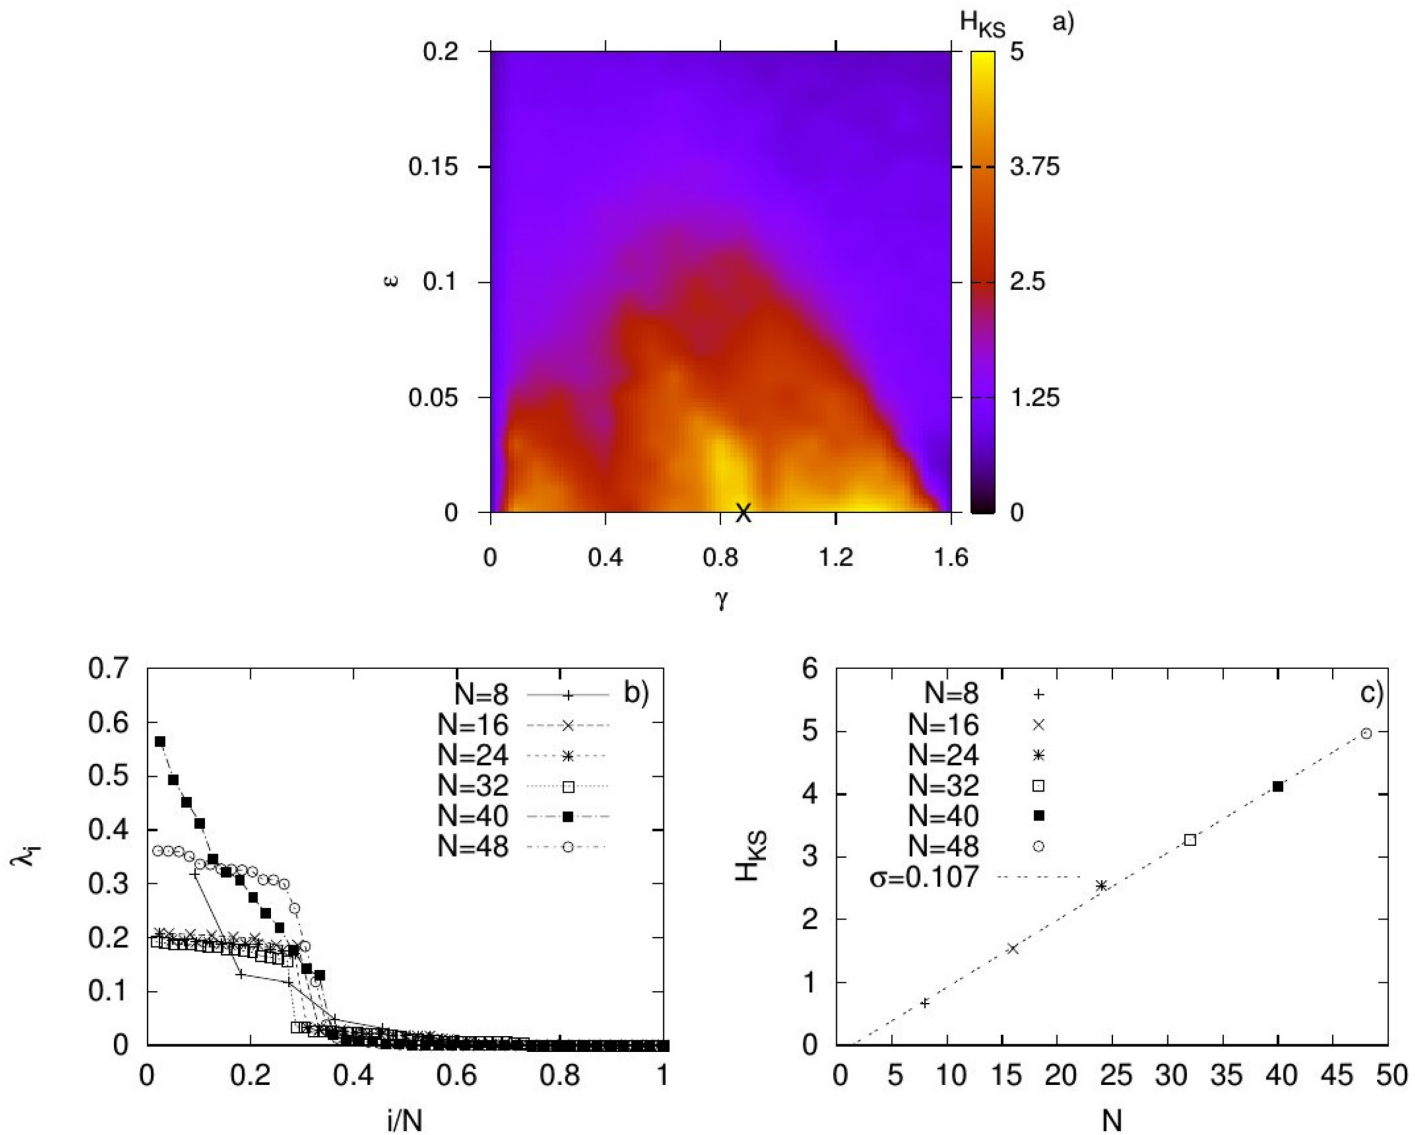 H_KS a)
0.2 5
0.15 3.75
ε 0.1 2.5
0.05 1.25
0 X 0
0 0.4 0.8 1.2 1.6
γ
0.7 N=8 b)
0.6 N=16
0.5 N=24
N=32
0.4 N=40
λ_i N=48
0.3
0.2
0.1
0
0 0.2 0.4 0.6 0.8 1
i/N
6 N=8 c)
N=16
5 N=24
4 N=32
N=40
H_KS 3 N=48
σ=0.107
2
1
0
0 5 10 15 20 25 30 35 40 45 50
N